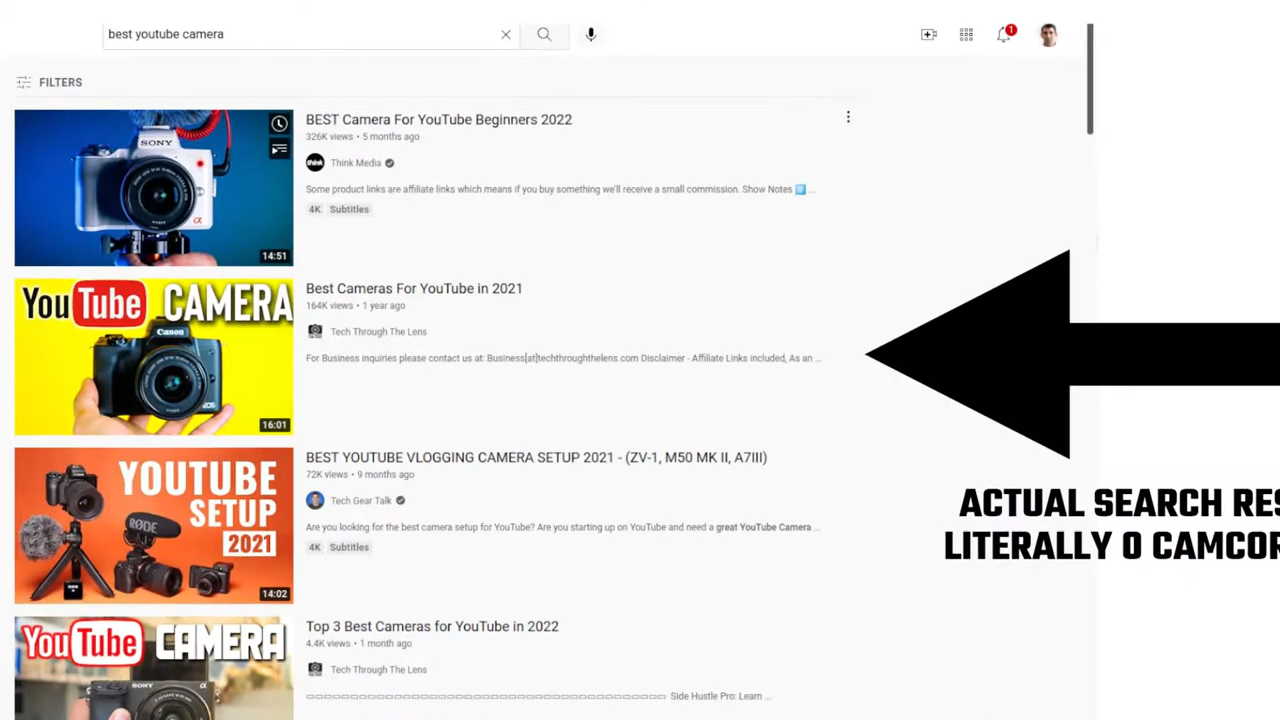 best youtube camera
1
FILTERS
SONY
α
14:51
BEST Camera For YouTube Beginners 2022
326K views • 5 months ago
think
Think Media
Some product links are affiliate links which means if you buy something we'll receive a small commission. Show Notes ...
4K Subtitles
YouTube CAMERA
Canon
EOS
16:01
Best Cameras For YouTube in 2021
164K views • 1 year ago
Tech Through The Lens
For Business inquiries please contact us at: Business[at]techthroughthelens.com Disclaimer - Affiliate Links included, As an ...
YOUTUBE
SETUP
2021
RØDE
14:02
BEST YOUTUBE VLOGGING CAMERA SETUP 2021 - (ZV-1, M50 MK II, A7III)
72K views • 9 months ago
Tech Gear Talk
Are you looking for the best camera setup for YouTube? Are you starting up on YouTube and need a great YouTube Camera ...
4K Subtitles
ACTUAL SEARCH RES
LITERALLY 0 CAMCOR
YouTube CAMERA
SONY
α
Top 3 Best Cameras for YouTube in 2022
4.4K views • 1 month ago
Tech Through The Lens
Side Hustle Pro: Learn ...